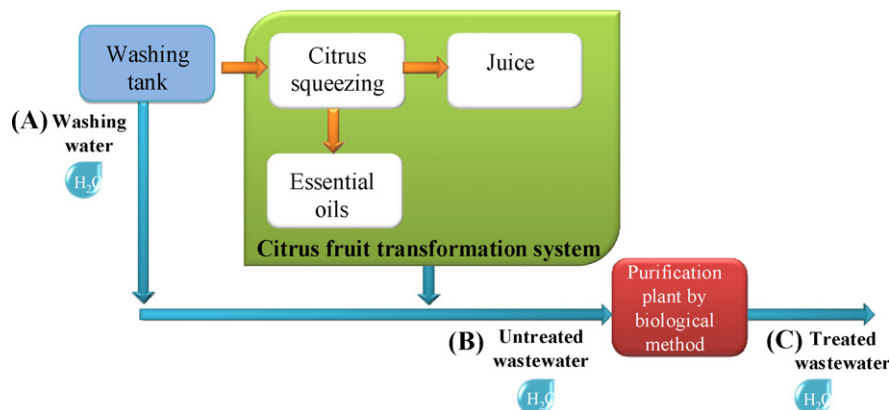 Washing
tank
Citrus
squeezing
Juice
(A) Washing
water
H₂O
Essential
oils
Citrus fruit transformation system
Purification
plant by
biological
method
(B) Untreated
wastewater
H₂O
(C) Treated
wastewater
H₂O